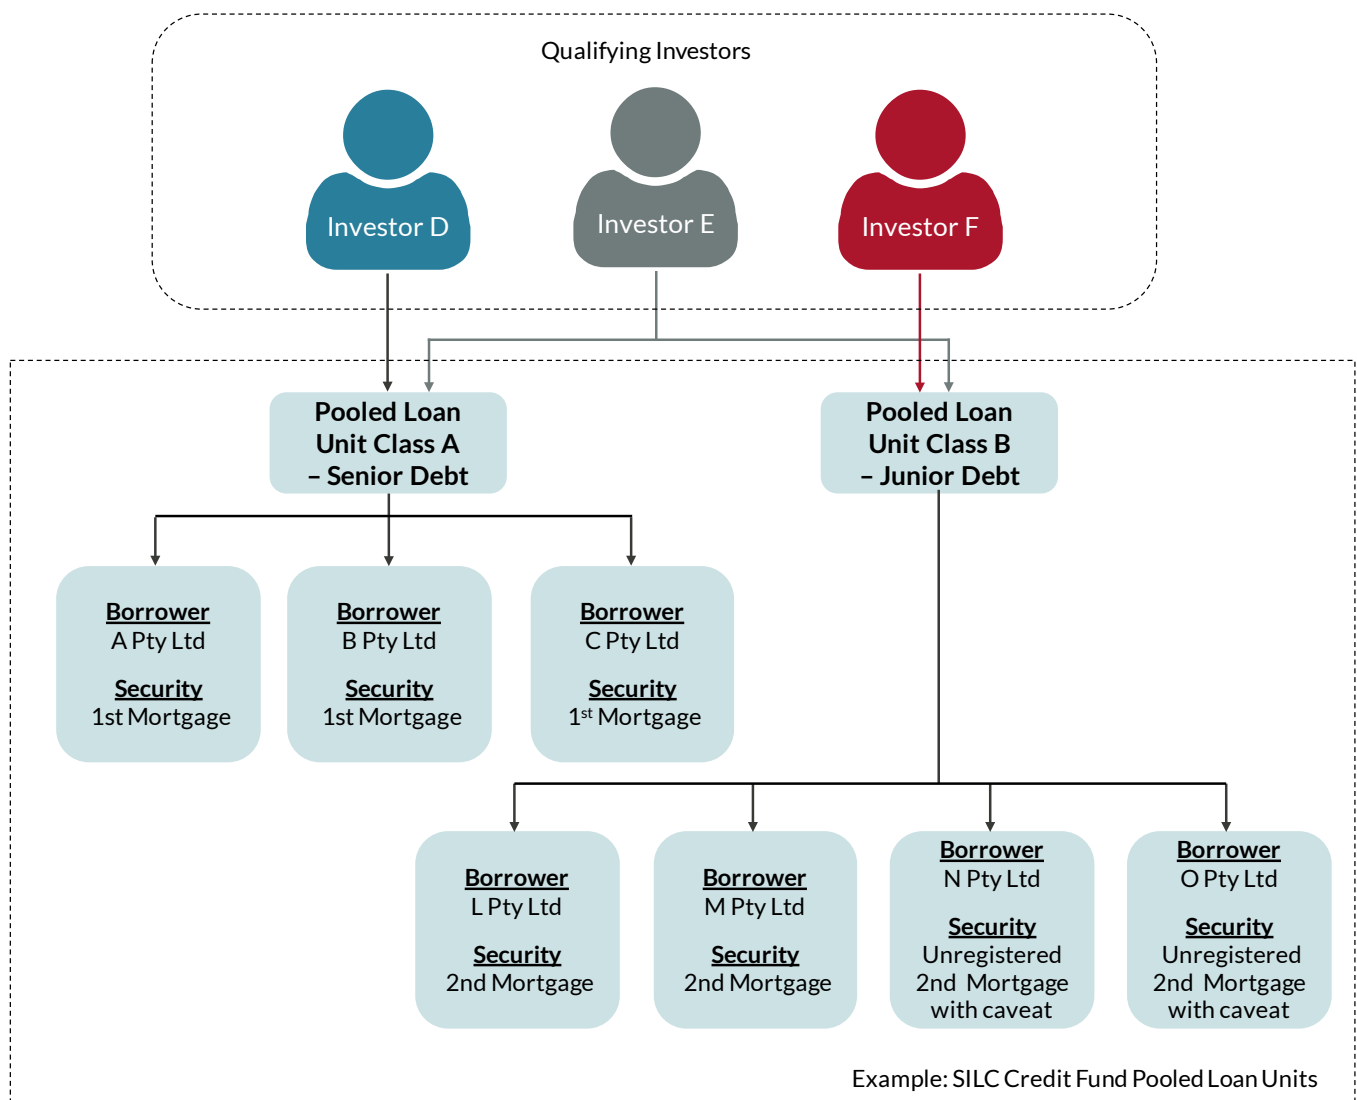 Qualifying Investors
Investor D
Investor E
Investor F
Pooled Loan
Unit Class A
– Senior Debt
Pooled Loan
Unit Class B
– Junior Debt
Borrower
A Pty Ltd
Security
1st Mortgage
Borrower
B Pty Ltd
Security
1st Mortgage
Borrower
C Pty Ltd
Security
1st Mortgage
Borrower
L Pty Ltd
Security
2nd Mortgage
Borrower
M Pty Ltd
Security
2nd Mortgage
Borrower
N Pty Ltd
Security
Unregistered
2nd Mortgage
with caveat
Borrower
O Pty Ltd
Security
Unregistered
2nd Mortgage
with caveat
Example: SILC Credit Fund Pooled Loan Units